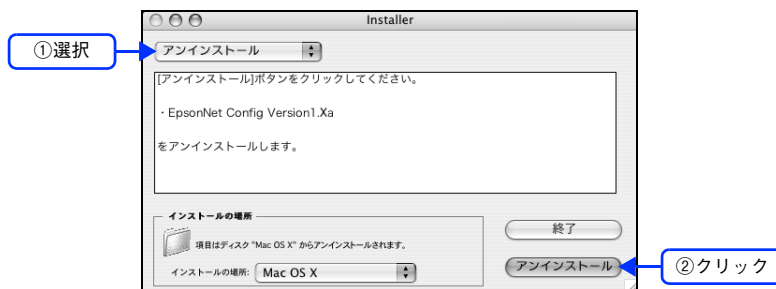 Installer
①選択
アンインストール
[アンインストール]ボタンをクリックしてください。
・EpsonNet Config Version1.Xa
をアンインストールします。
インストールの場所
項目はディスク “Mac OS X” からアンインストールされます。
インストールの場所: Mac OS X
終了
アンインストール
②クリック